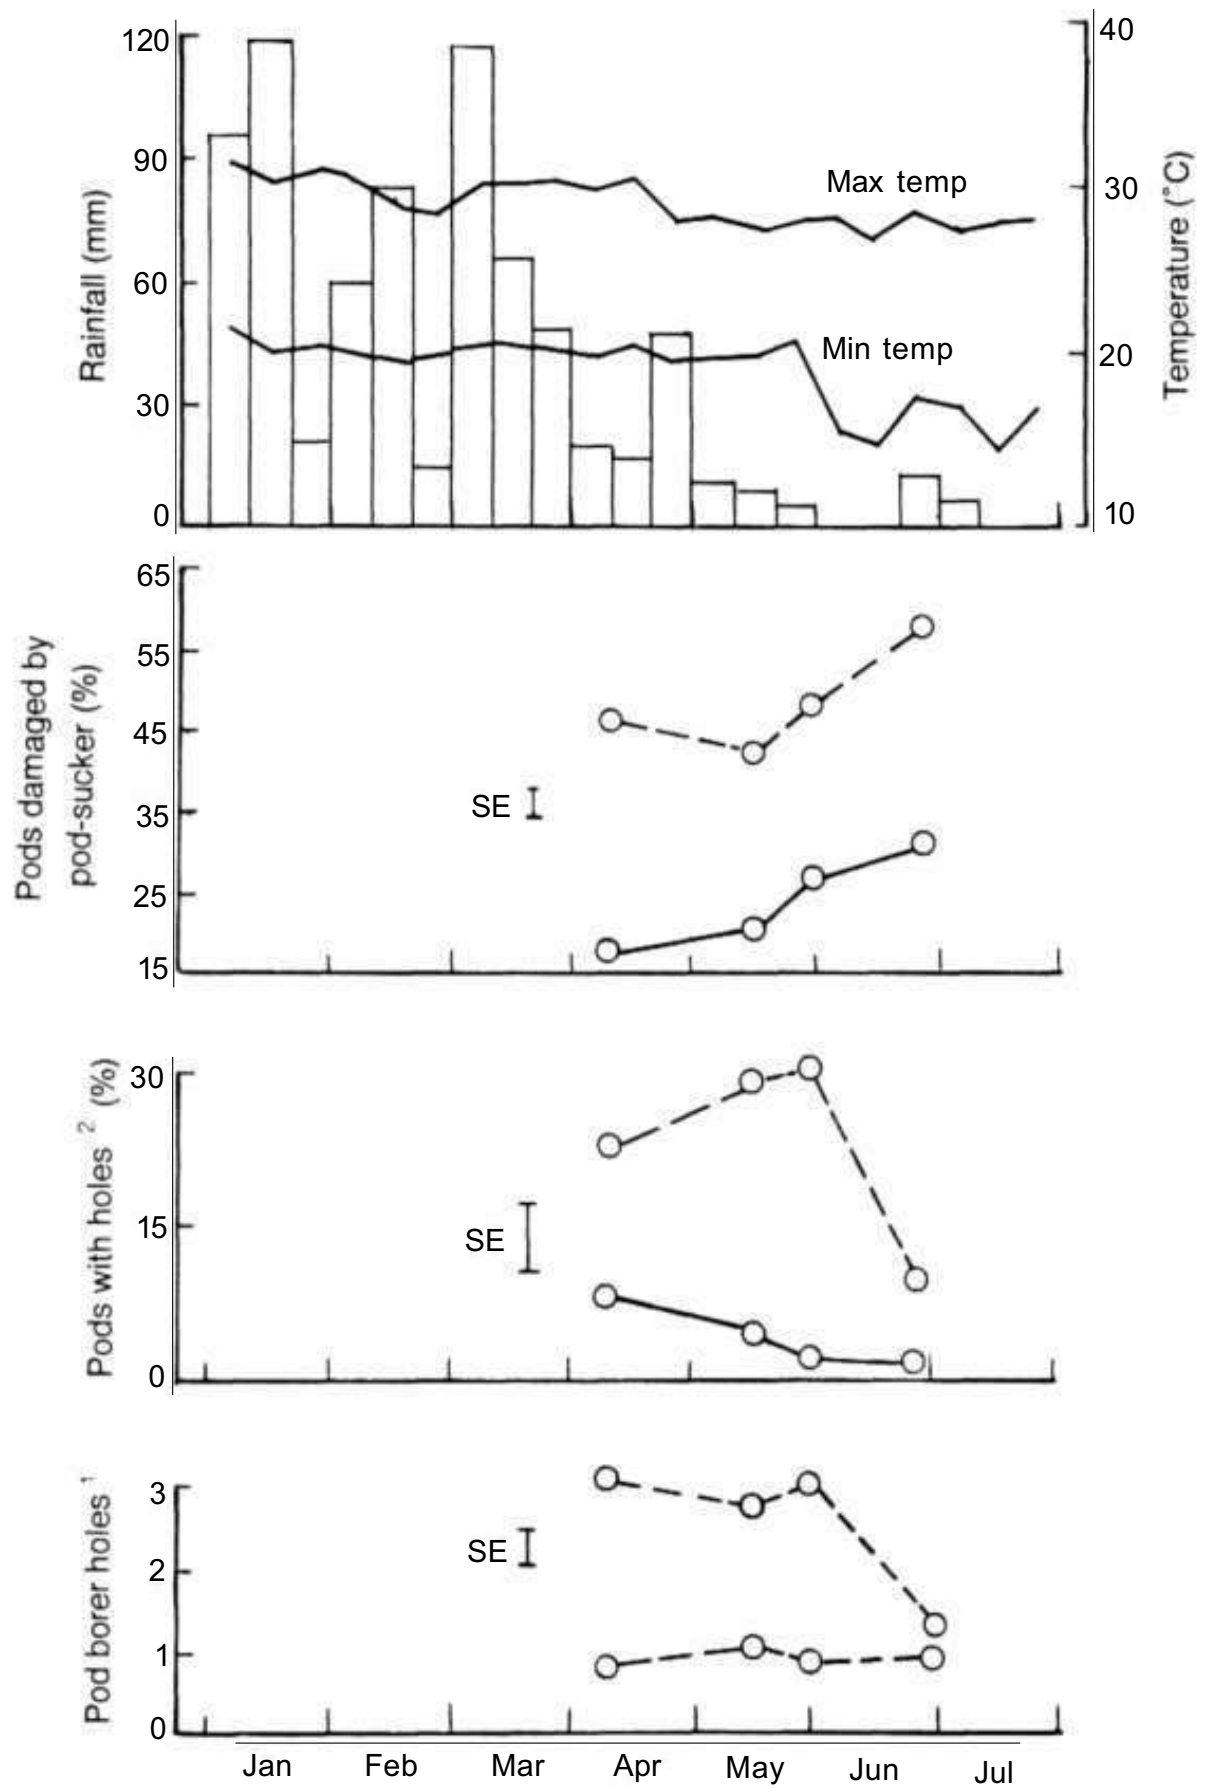 120
90
60
30
0
Rainfall (mm)
40
30
20
10
Temperature (°C)
Max temp
Min temp
65
55
45
35
25
15
Pods damaged by
pod-sucker (%)
SE
30
15
0
Pods with holes ² (%)
SE
3
2
1
0
Pod borer holes ¹
SE
Jan Feb Mar Apr May Jun Jul